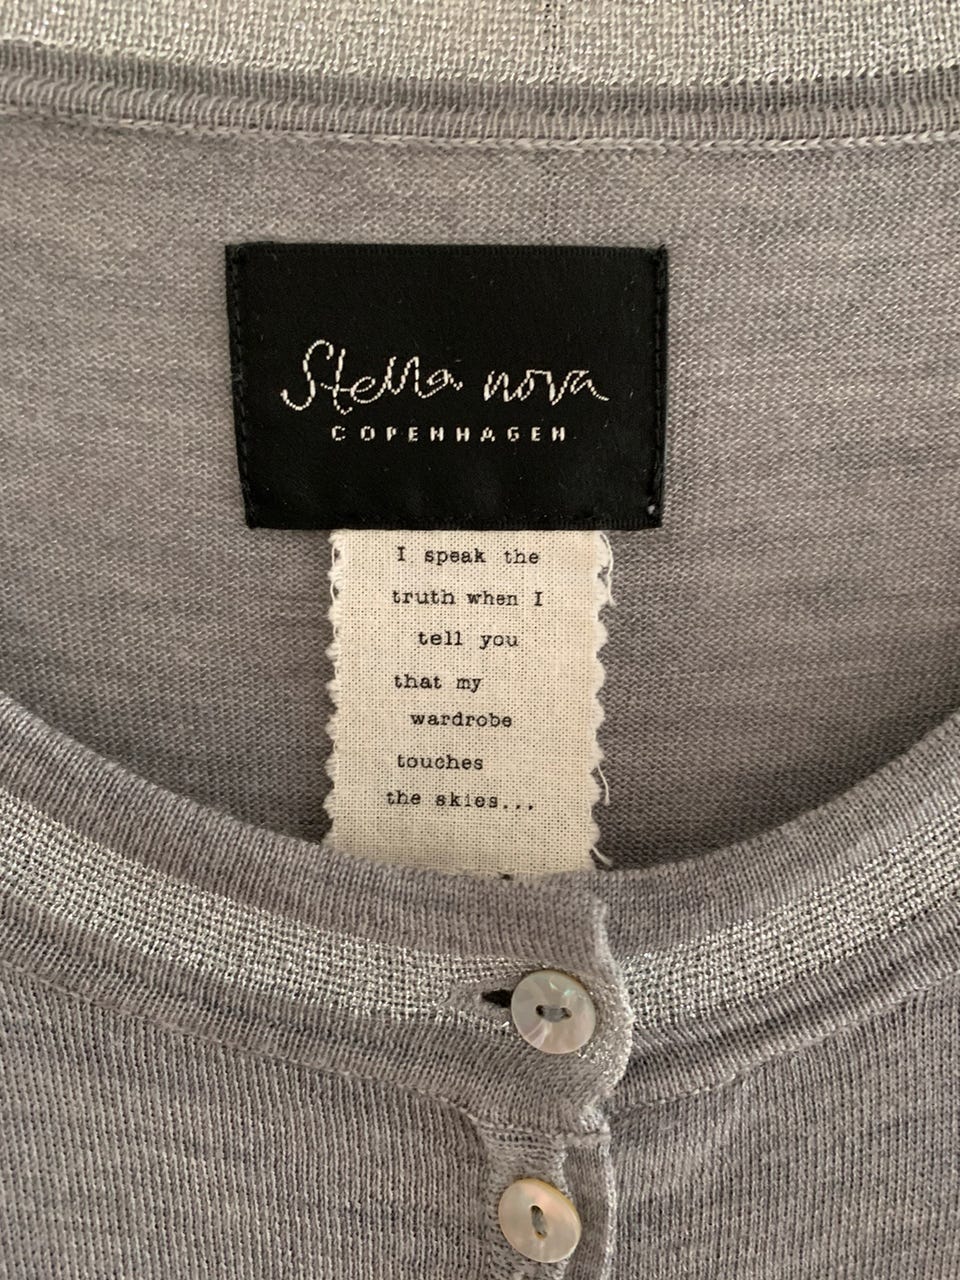 Stella nova
COPENHAGEN
I speak the
truth when I
tell you
that my
wardrobe
touches
the skies...